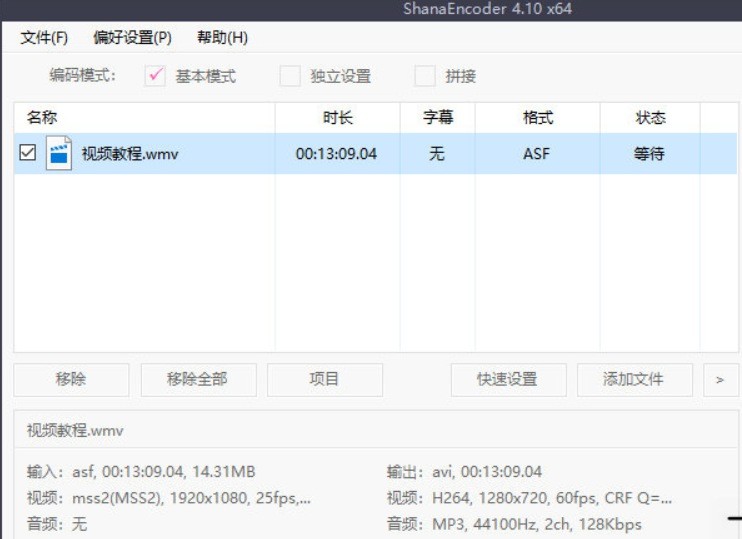 ShanaEncoder 4.10 x64
文件(F) 偏好设置(P) 帮助(H)
编码模式: 基本模式 独立设置 拼接
名称 时长 字幕 格式 状态
视频教程.wmv 00:13:09.04 无 ASF 等待
移除 移除全部 项目 快速设置 添加文件 >
视频教程.wmv
输入: asf, 00:13:09.04, 14.31MB 输出: avi, 00:13:09.04
视频: mss2(MSS2), 1920x1080, 25fps,... 视频: H264, 1280x720, 60fps, CRF Q=...
音频: 无 音频: MP3, 44100Hz, 2ch, 128Kbps